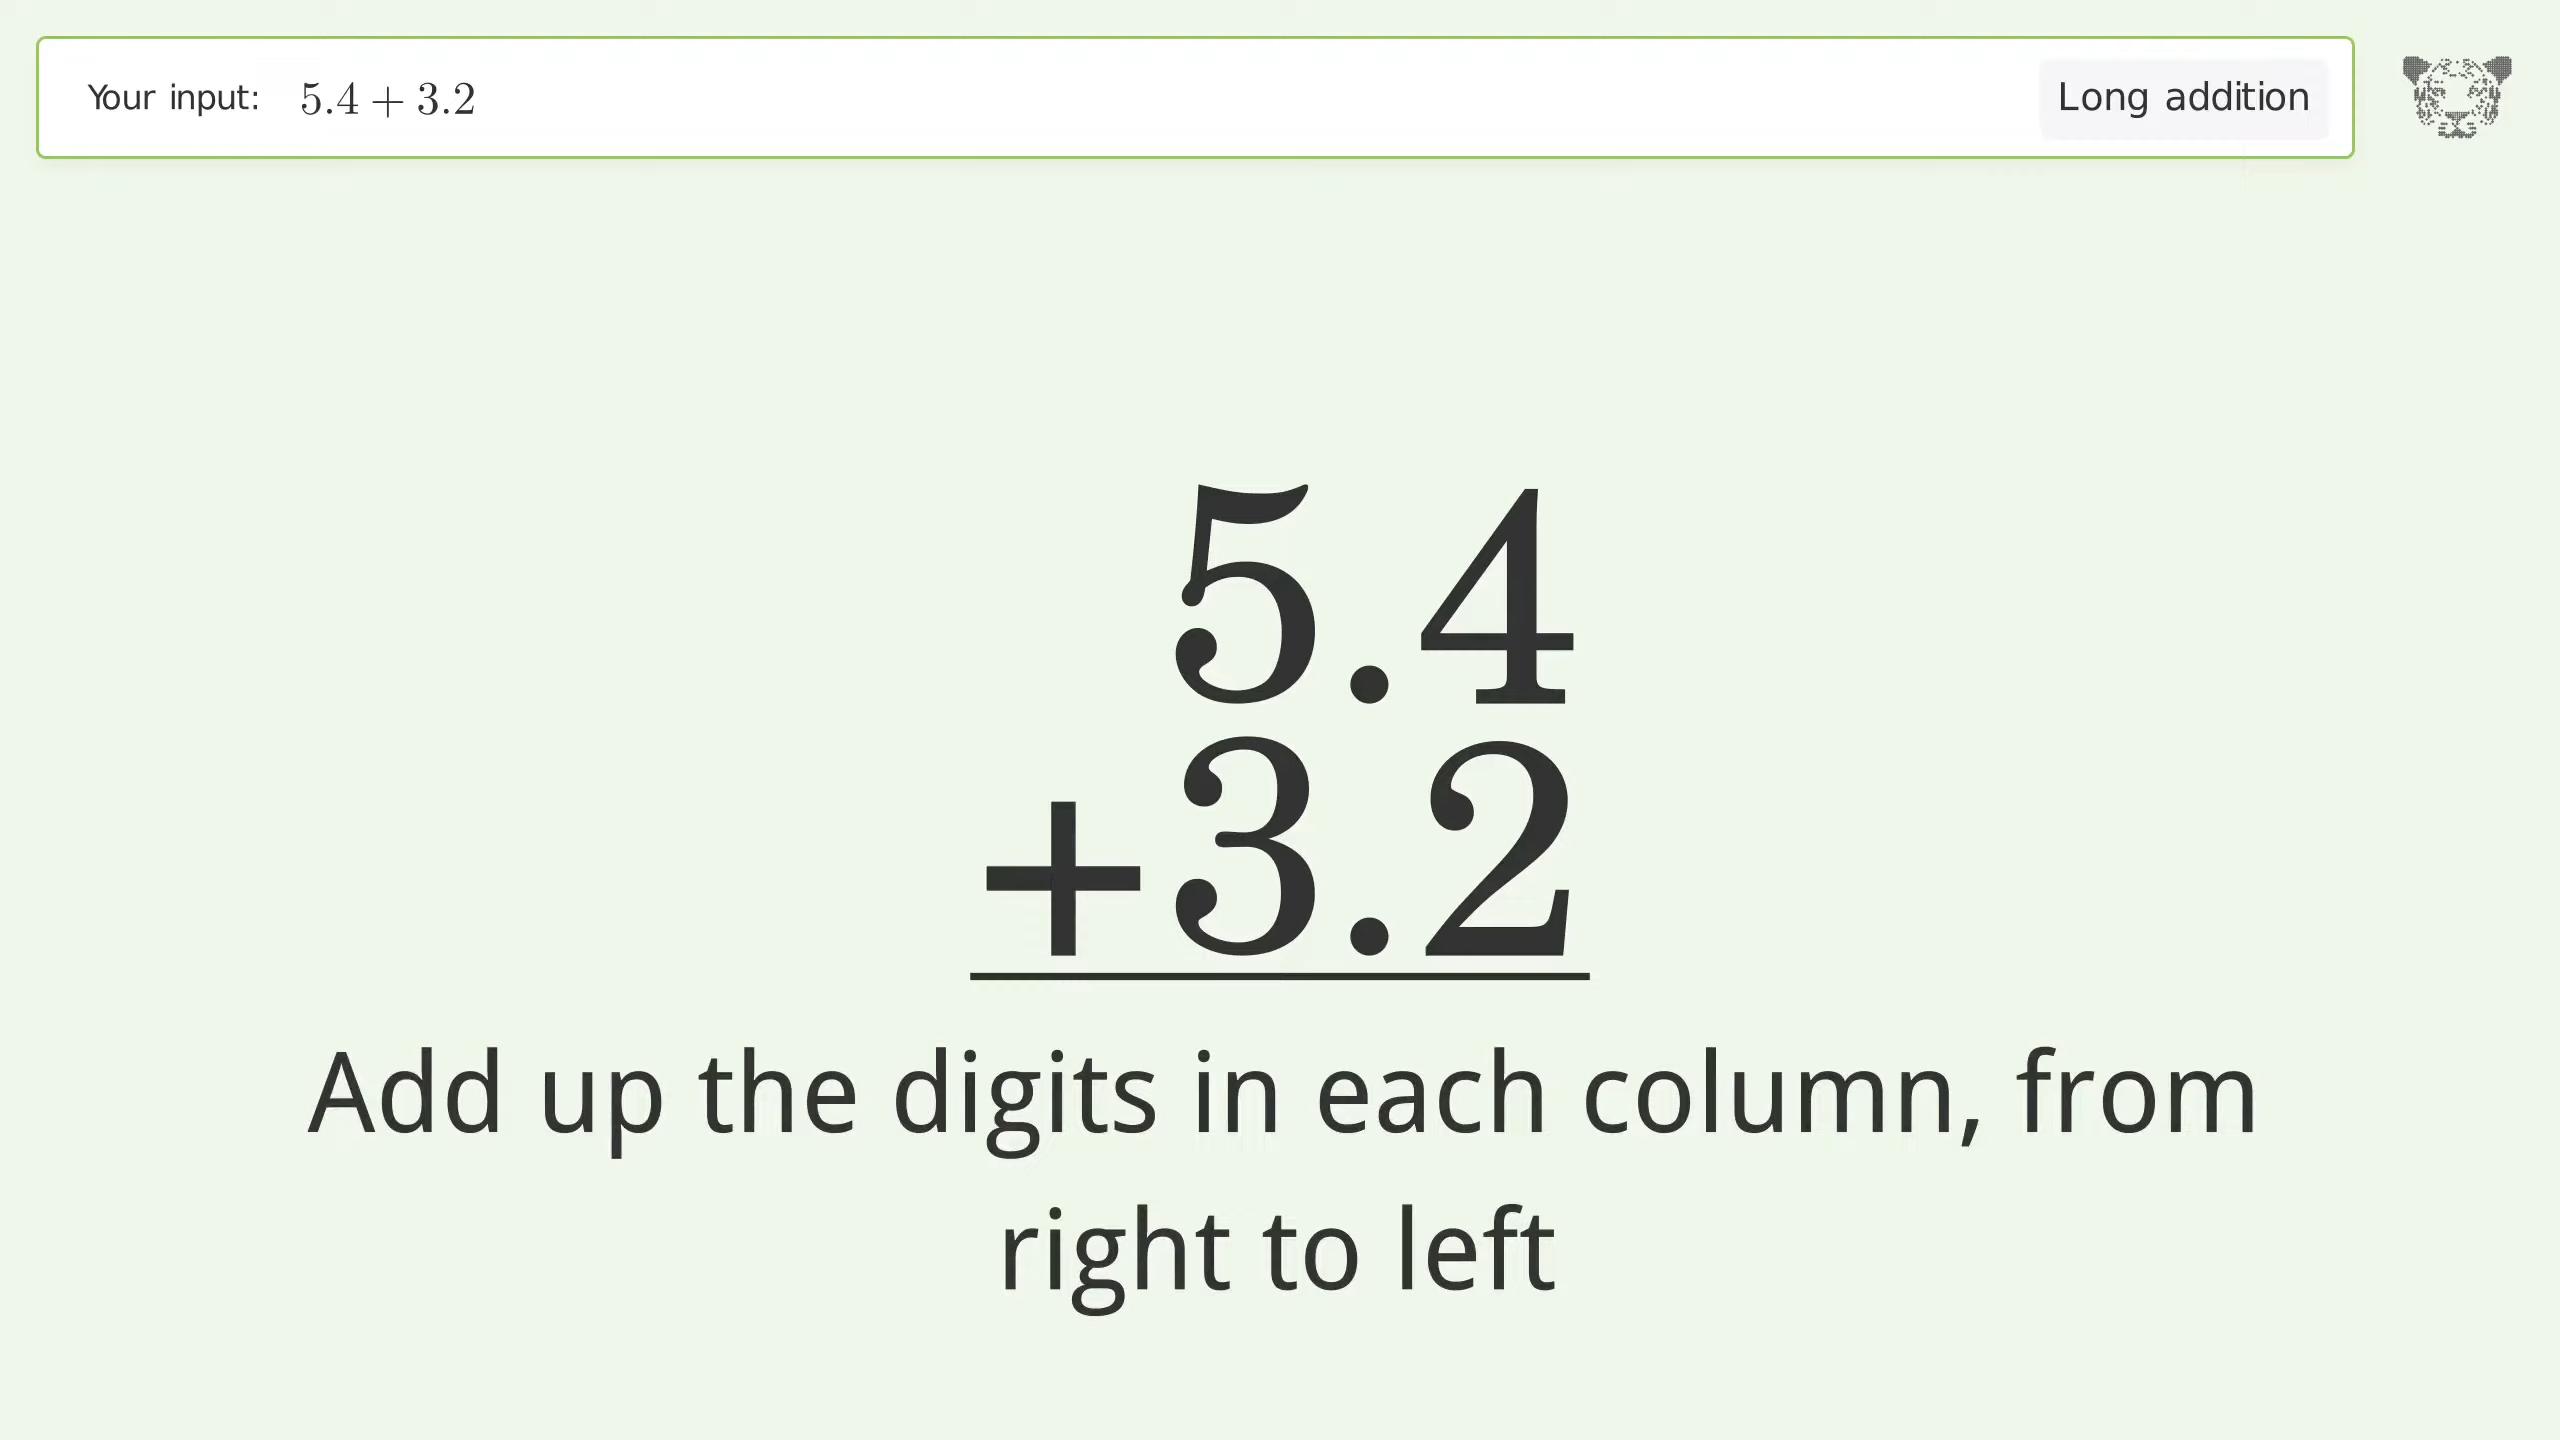 Your input: 5.4 + 3.2
Long addition
5.4
+3.2
Add up the digits in each column, from
right to left